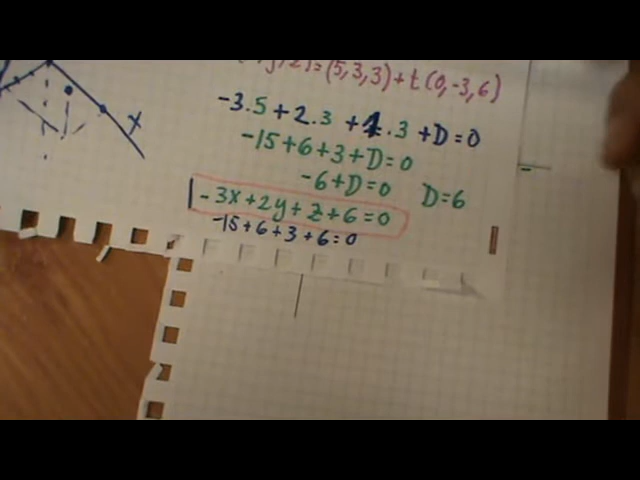 y, z) = (5, 3, 3) + t (0, -3, 6)
x
-3.5 + 2.3 + 1.3 + D = 0
-15 + 6 + 3 + D = 0
-6 + D = 0 D = 6
-3x + 2y + z + 6 = 0
-15 + 6 + 3 + 6 = 0